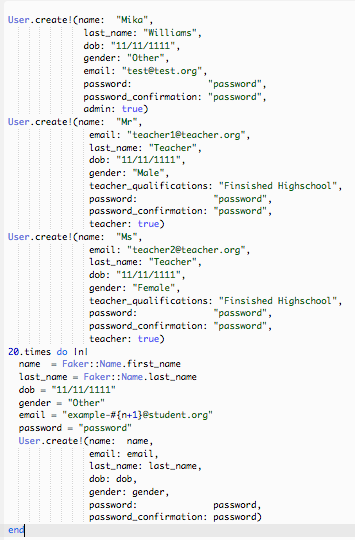 User.create!(name:  "Mika",
             last_name: "Williams",
             dob: "11/11/1111",
             gender: "Other",
             email: "test@test.org",
             password:              "password",
             password_confirmation: "password",
             admin: true)
User.create!(name:  "Mr",
              email: "teacher1@teacher.org",
              last_name: "Teacher",
              dob: "11/11/1111",
              gender: "Male",
              teacher_qualifications: "Finsished Highschool",
              password:              "password",
              password_confirmation: "password",
              teacher: true)
User.create!(name:  "Ms",
              email: "teacher2@teacher.org",
              last_name: "Teacher",
              dob: "11/11/1111",
              gender: "Female",
              teacher_qualifications: "Finsished Highschool",
              password:              "password",
              password_confirmation: "password",
              teacher: true)
20.times do |n|
  name  = Faker::Name.first_name
  last_name = Faker::Name.last_name
  dob = "11/11/1111"
  gender = "Other"
  email = "example-#{n+1}@student.org"
  password = "password"
  User.create!(name:  name,
              email: email,
              last_name: last_name,
              dob: dob,
              gender: gender,
              password:              password,
              password_confirmation: password)
end